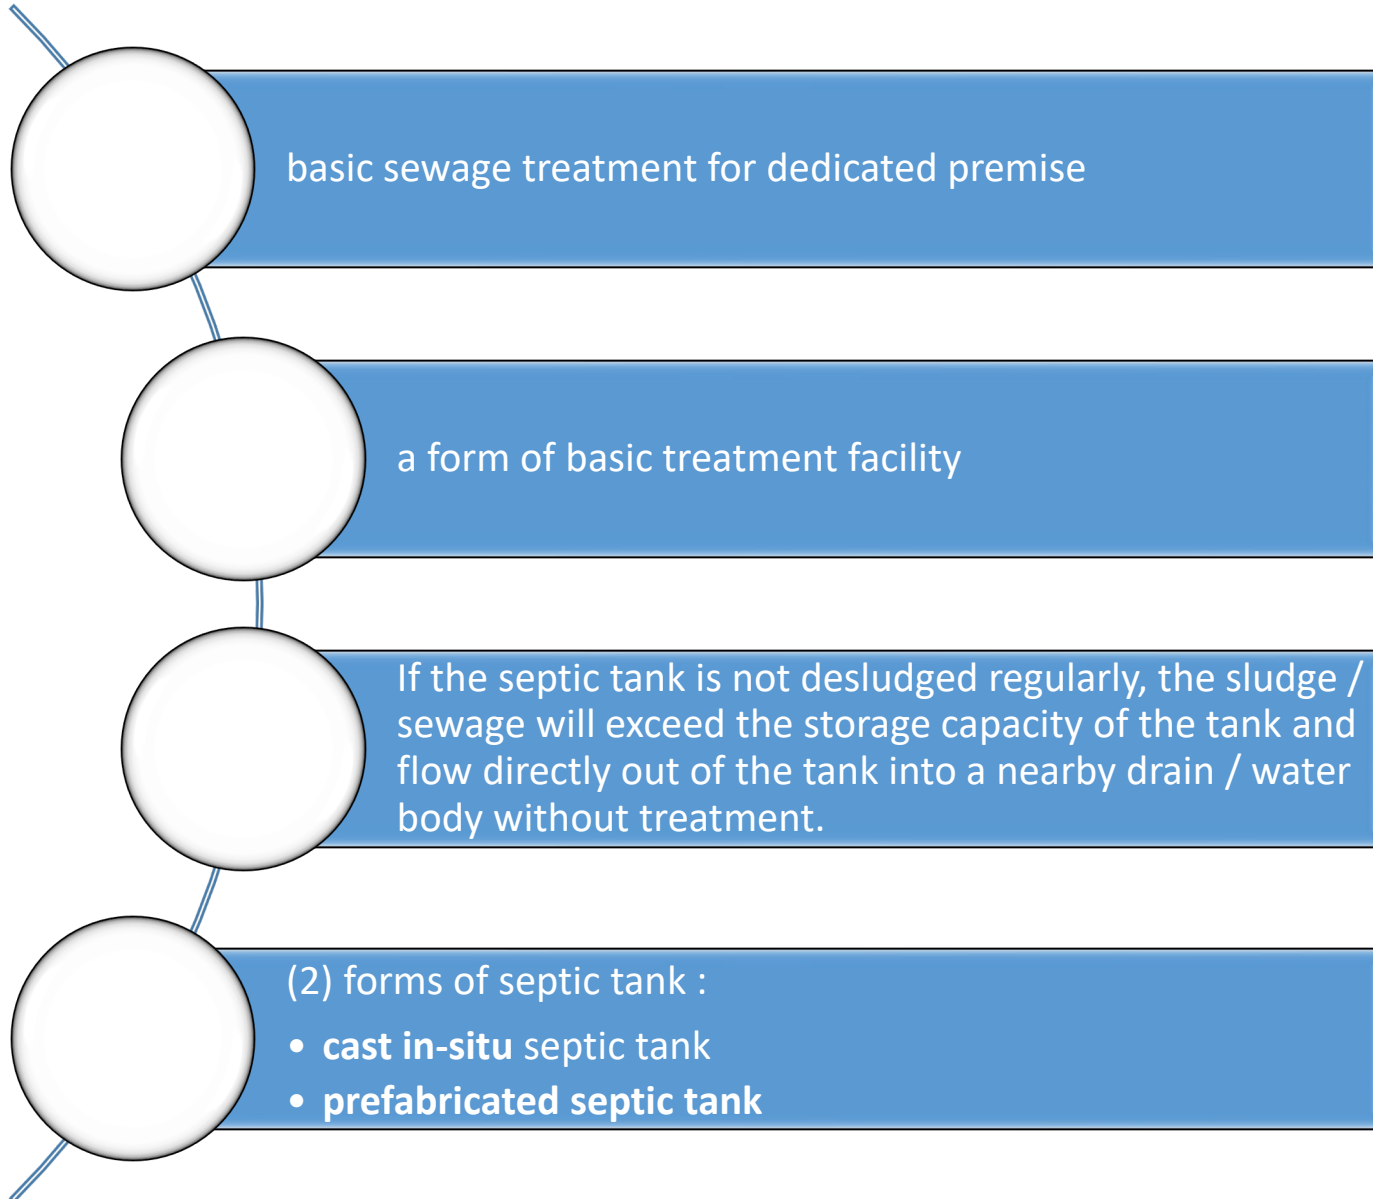 basic sewage treatment for dedicated premise
a form of basic treatment facility
If the septic tank is not desludged regularly, the sludge /
sewage will exceed the storage capacity of the tank and
flow directly out of the tank into a nearby drain / water
body without treatment.
(2) forms of septic tank :
• cast in-situ septic tank
• prefabricated septic tank